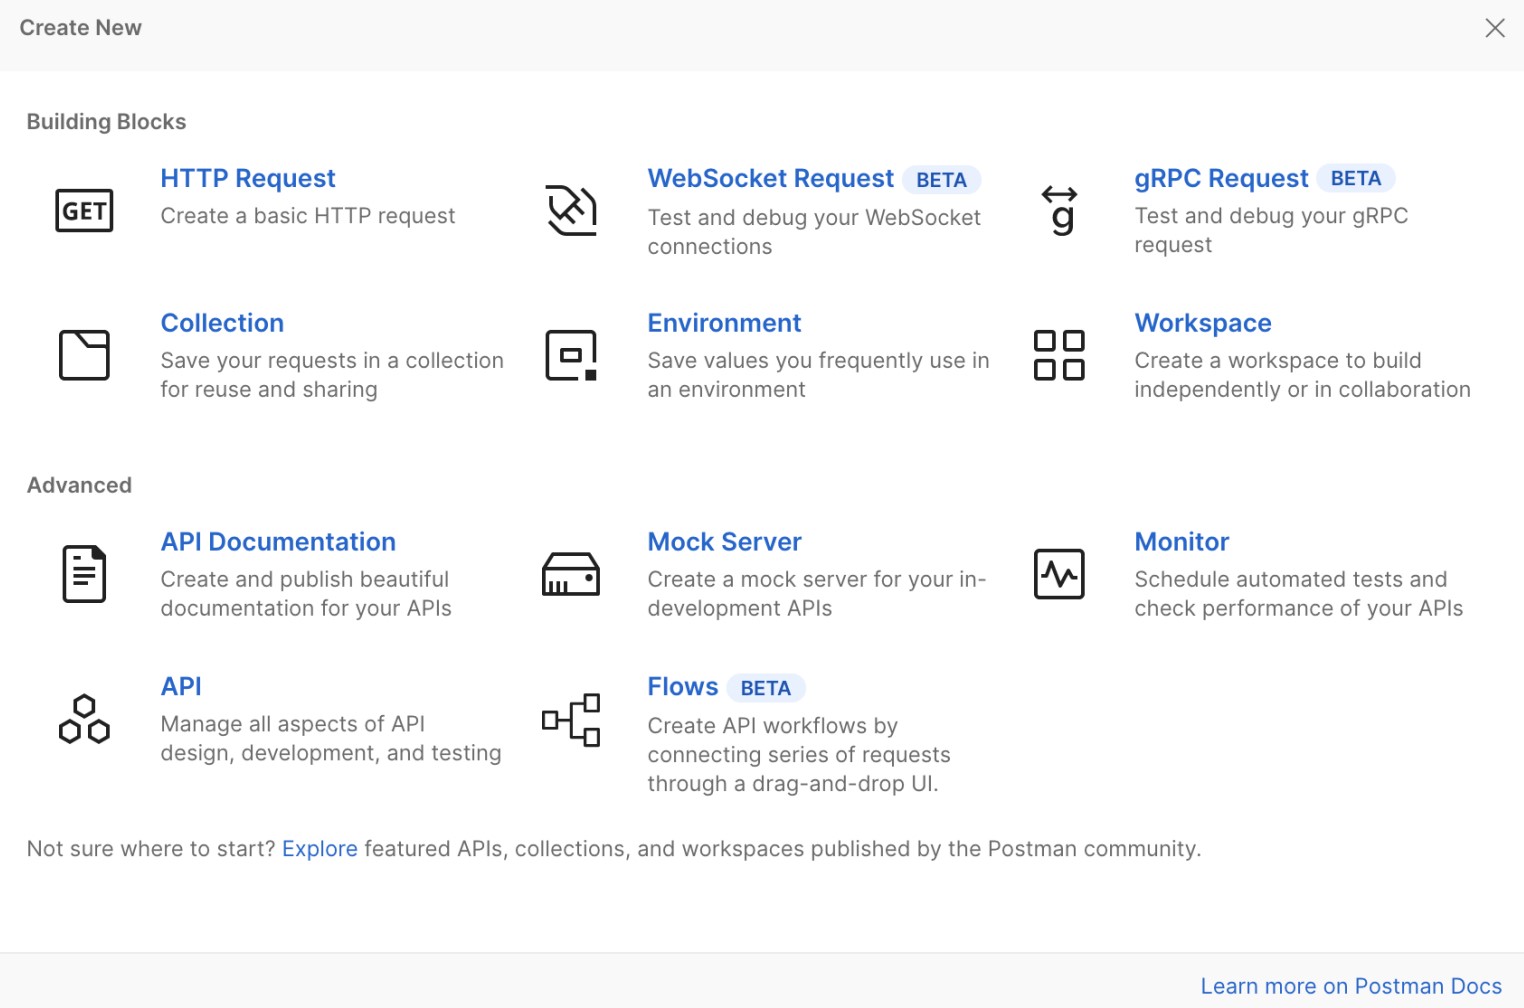 Create New
Building Blocks
GET
HTTP Request
Create a basic HTTP request
WebSocket Request BETA
Test and debug your WebSocket
connections
g
gRPC Request BETA
Test and debug your gRPC
request
Collection
Save your requests in a collection
for reuse and sharing
Environment
Save values you frequently use in
an environment
Workspace
Create a workspace to build
independently or in collaboration
Advanced
API Documentation
Create and publish beautiful
documentation for your APIs
Mock Server
Create a mock server for your in-
development APIs
Monitor
Schedule automated tests and
check performance of your APIs
API
Manage all aspects of API
design, development, and testing
Flows BETA
Create API workflows by
connecting series of requests
through a drag-and-drop UI.
Not sure where to start? Explore featured APIs, collections, and workspaces published by the Postman community.
Learn more on Postman Docs